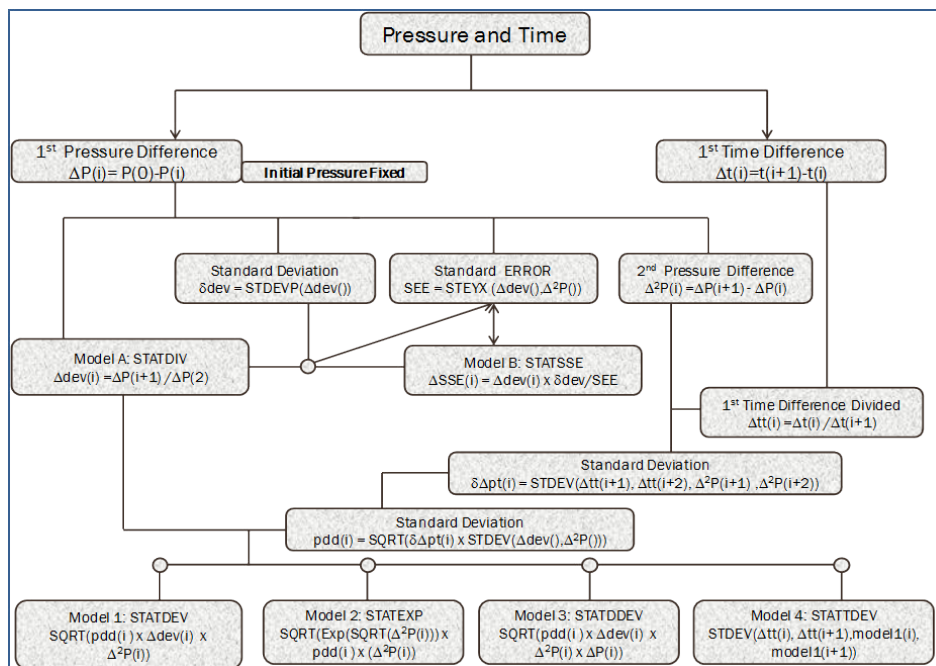 Pressure and Time
1st Pressure Difference
ΔP(i)= P(0)-P(i)
Initial Pressure Fixed
1st Time Difference
Δt(i)=t(i+1)-t(i)
Standard Deviation
δdev = STDEVP(Δdev())
Standard ERROR
SEE = STEYX (Δdev(),Δ²P())
2nd Pressure Difference
Δ²P(i) =ΔP(i+1) - ΔP(i)
Model A: STATDIV
Δdev(i) =ΔP(i+1) /ΔP(2)
Model B: STATSSE
ΔSSE(i) = Δdev(i) x δdev/SEE
1st Time Difference Divided
Δtt(i) =Δt(i) /Δt(i+1)
Standard Deviation
δΔpt(i) = STDEV(Δtt(i+1), Δtt(i+2), Δ²P(i+1) ,Δ²P(i+2))
Standard Deviation
pdd(i) = SQRT(δΔpt(i) x STDEV(Δdev(),Δ²P()))
Model 1: STATDEV
SQRT(pdd(i ) x Δdev(i) x
Δ²P(i))
Model 2: STATEXP
SQRT(Exp(SQRT(Δ²P(i))) x
pdd(i ) x (Δ²P(i))
Model 3: STATDDEV
SQRT(pdd(i ) x Δdev(i) x
Δ²P(i) x ΔP(i))
Model 4: STATTDEV
STDEV(Δtt(i), Δtt(i+1),model1(i),
model1(i+1))